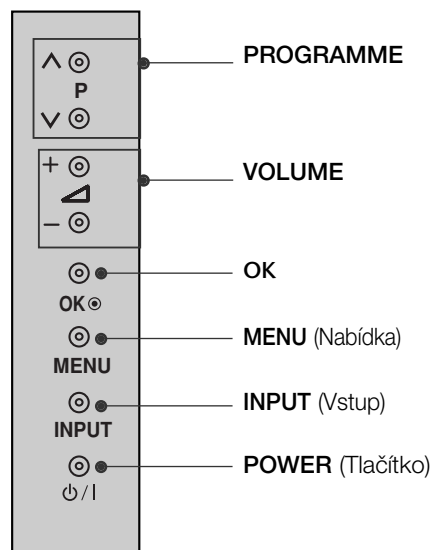 PROGRAMME
P
+
VOLUME
–
OK
OK
MENU (Nabídka)
MENU
INPUT (Vstup)
INPUT
POWER (Tlačítko)
/ I